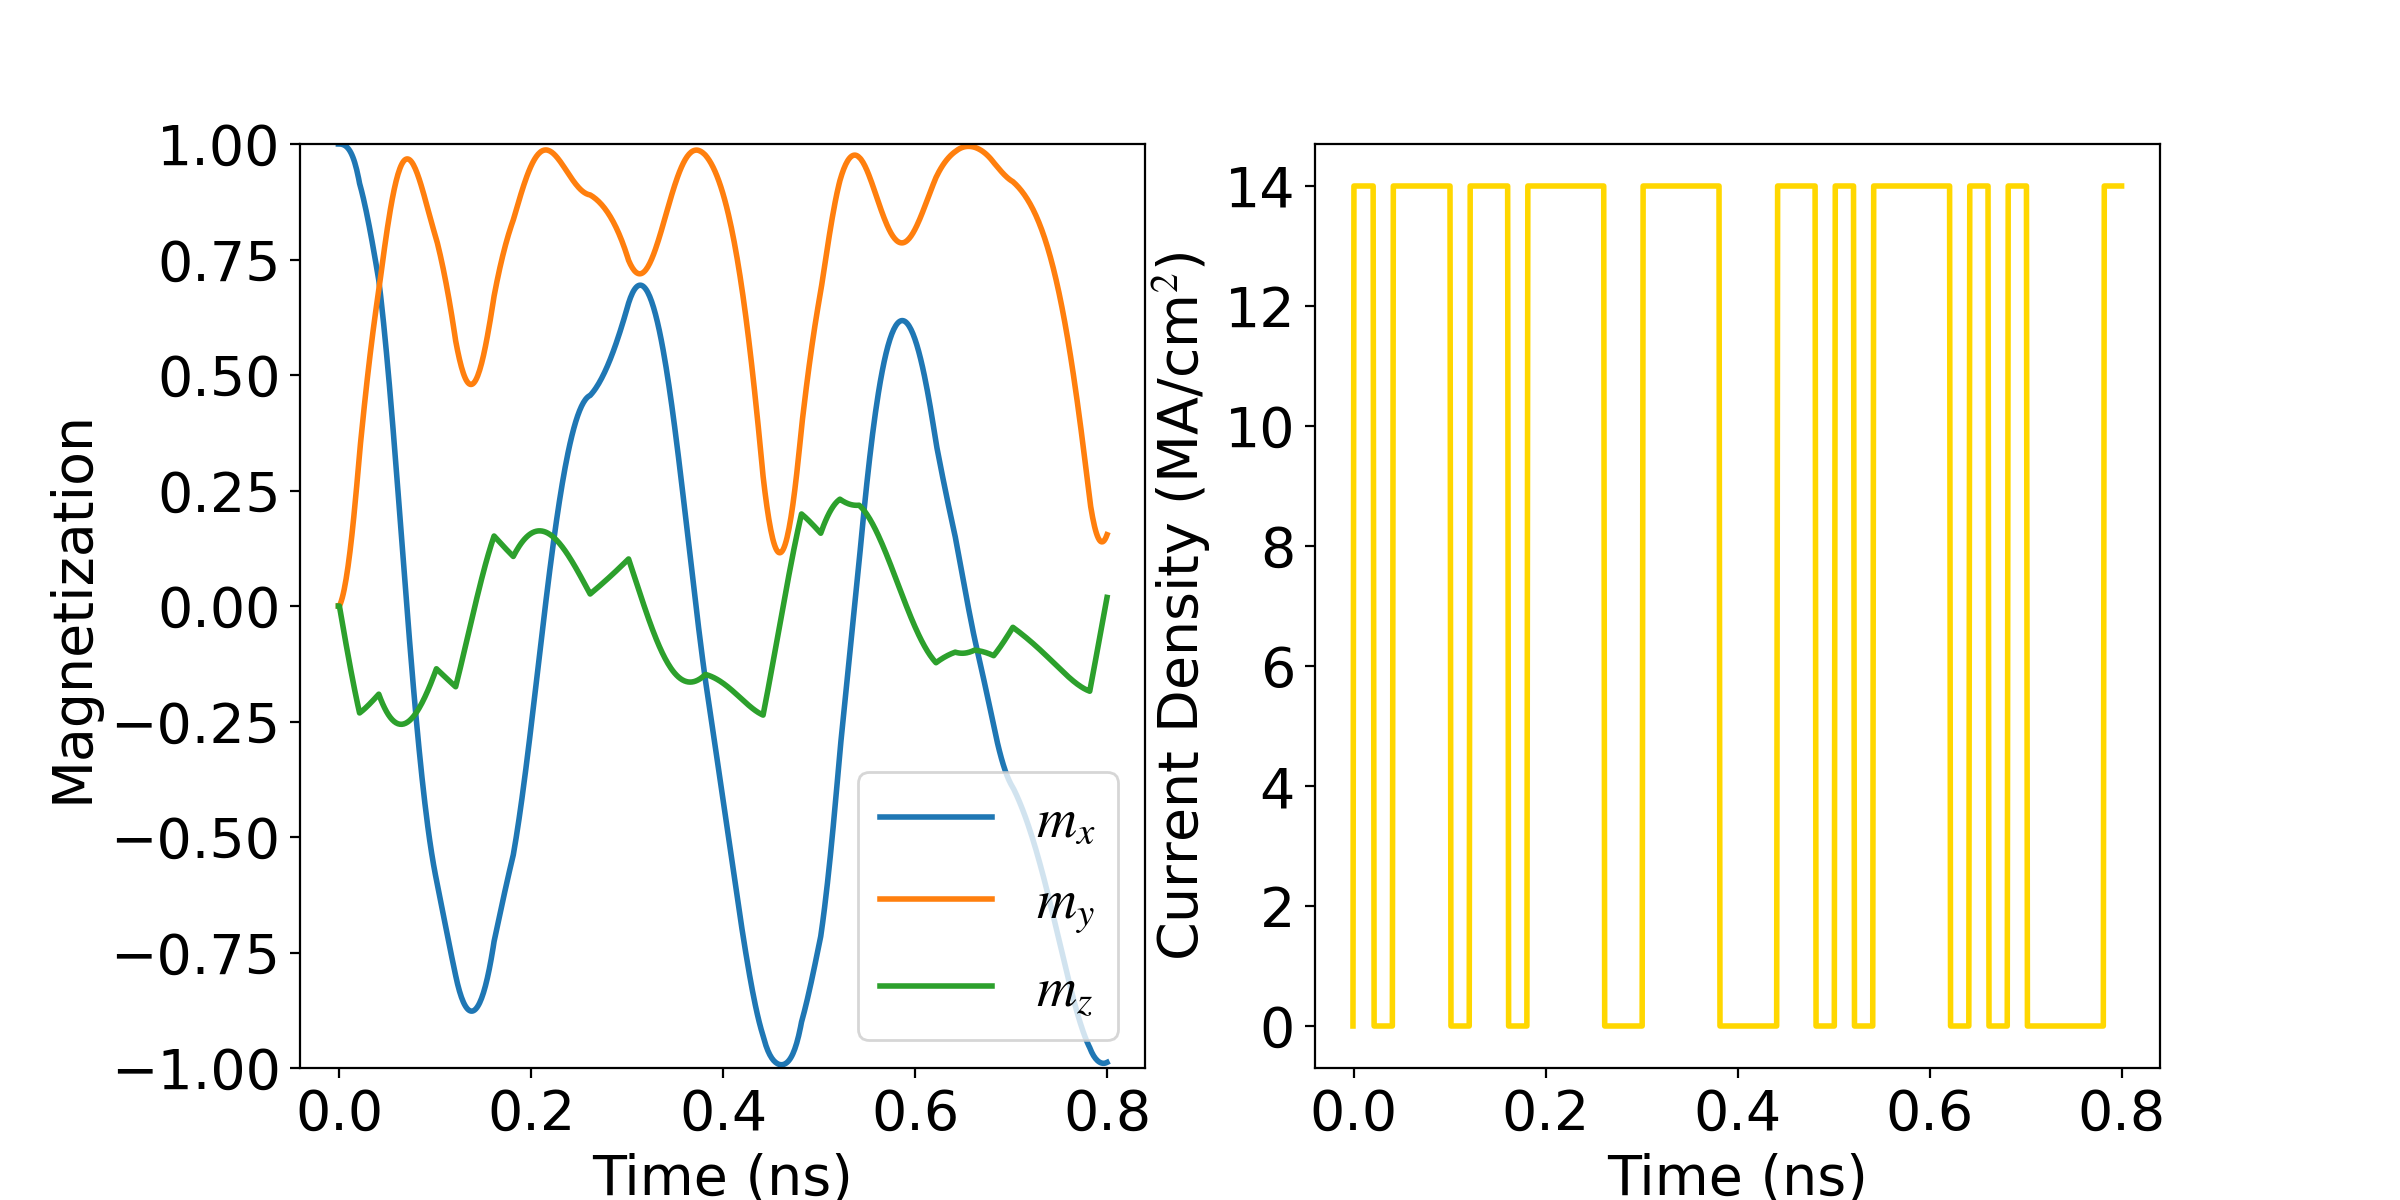 Magnetization
1.00
0.75
0.50
0.25
0.00
−0.25
−0.50
−0.75
−1.00
0.0 0.2 0.4 0.6 0.8
Time (ns)
m_x
m_y
m_z
Current Density (MA/cm²)
14
12
10
8
6
4
2
0
0.0 0.2 0.4 0.6 0.8
Time (ns)